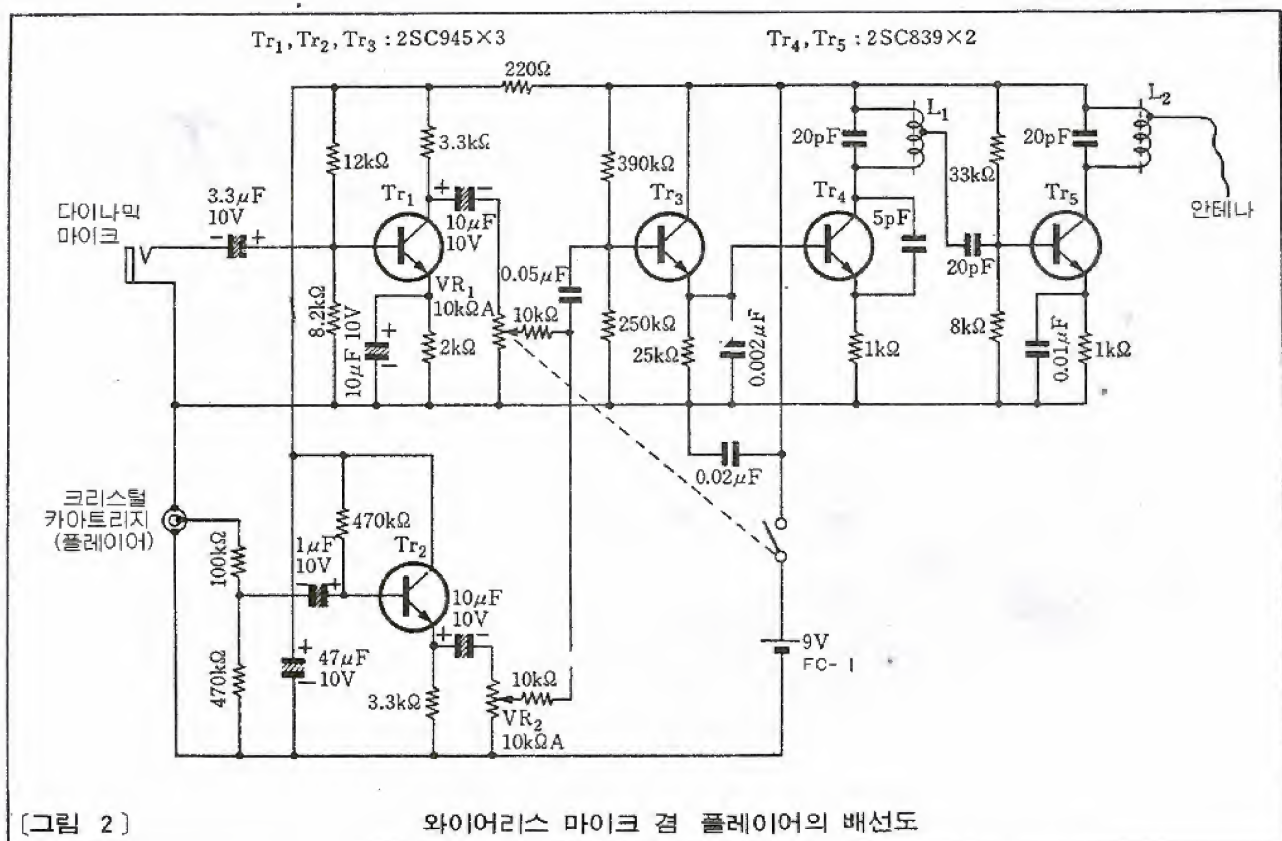 Tr₁, Tr₂, Tr₃ : 2SC945×3
Tr₄, Tr₅ : 2SC839×2
220Ω
3.3kΩ
12kΩ
390kΩ
20pF
L₁
20pF
L₂
33kΩ
3.3μF
10V
다이나믹
마이크
Tr₁
10μF
10V
Tr₃
Tr₄
5pF
Tr₅
안테나
0.05μF
20pF
VR₁
10kΩA
8.2kΩ
10μF 10V
2kΩ
10kΩ
250kΩ
25kΩ
0.002μF
1kΩ
8kΩ
0.01μF
1kΩ
0.02μF
크리스털
카아트리지
(플레이어)
100kΩ
470kΩ
1μF
10V
Tr₂
10μF
10V
470kΩ
47μF
10V
3.3kΩ
10kΩ
VR₂
10kΩA
9V
FC-1
[그림 2]
와이어리스 마이크 겸 플레이어의 배선도